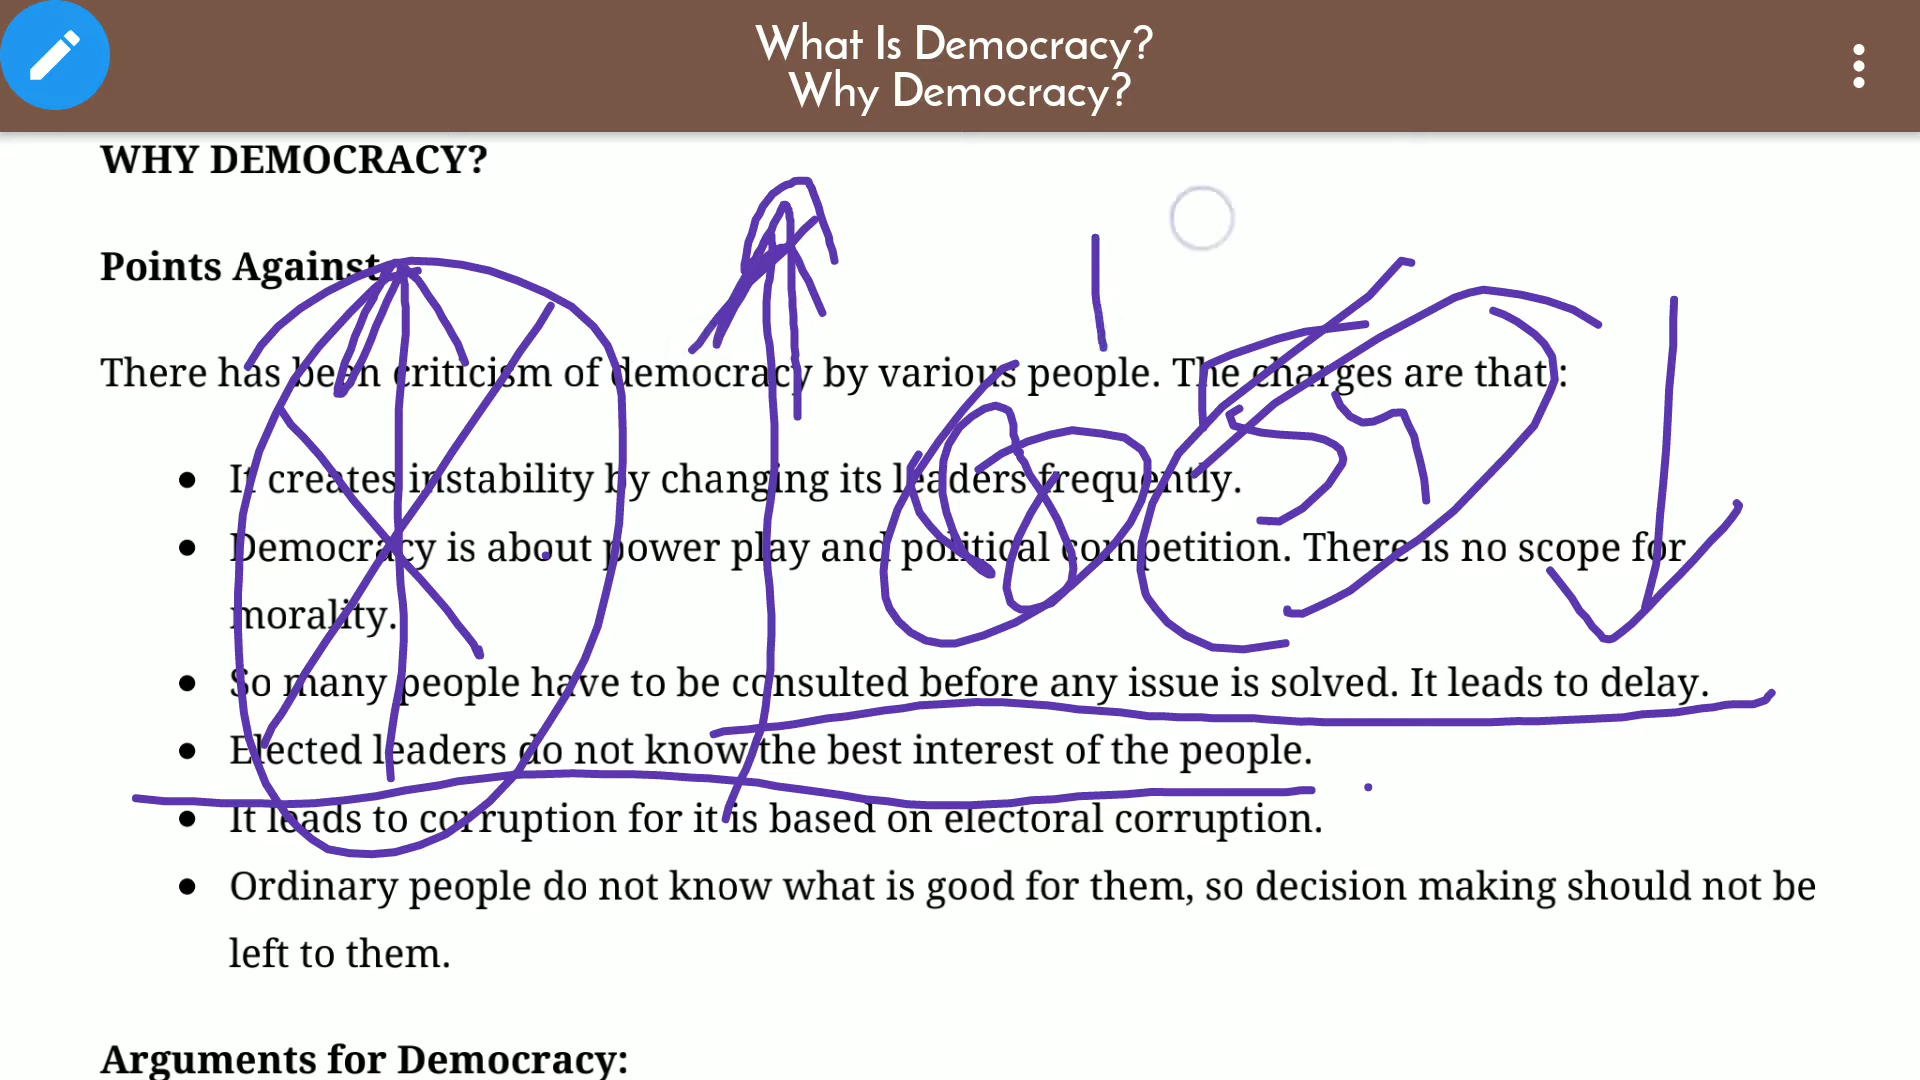 What Is Democracy?
Why Democracy?
WHY DEMOCRACY?
Points Against
There has been criticism of democracy by various people. The charges are that :
• It creates instability by changing its leaders frequently.
• Democracy is about power play and political competition. There is no scope for
morality.
• So many people have to be consulted before any issue is solved. It leads to delay.
• Elected leaders do not know the best interest of the people.
• It leads to corruption for it is based on electoral corruption.
• Ordinary people do not know what is good for them, so decision making should not be
left to them.
Arguments for Democracy: